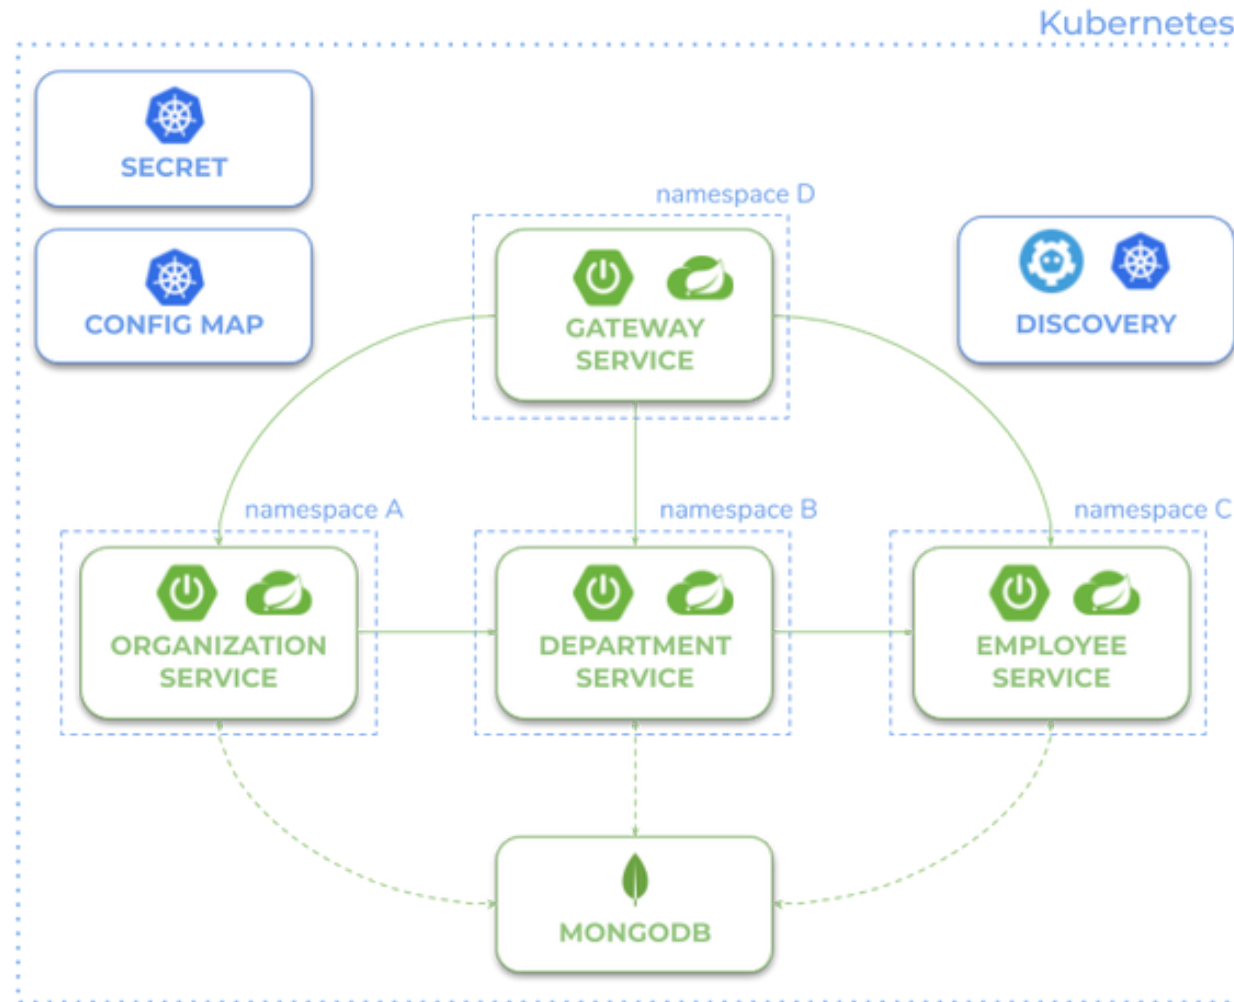 Kubernetes
SECRET
CONFIG MAP
namespace D
GATEWAY
SERVICE
DISCOVERY
namespace A
ORGANIZATION
SERVICE
namespace B
DEPARTMENT
SERVICE
namespace C
EMPLOYEE
SERVICE
MONGODB